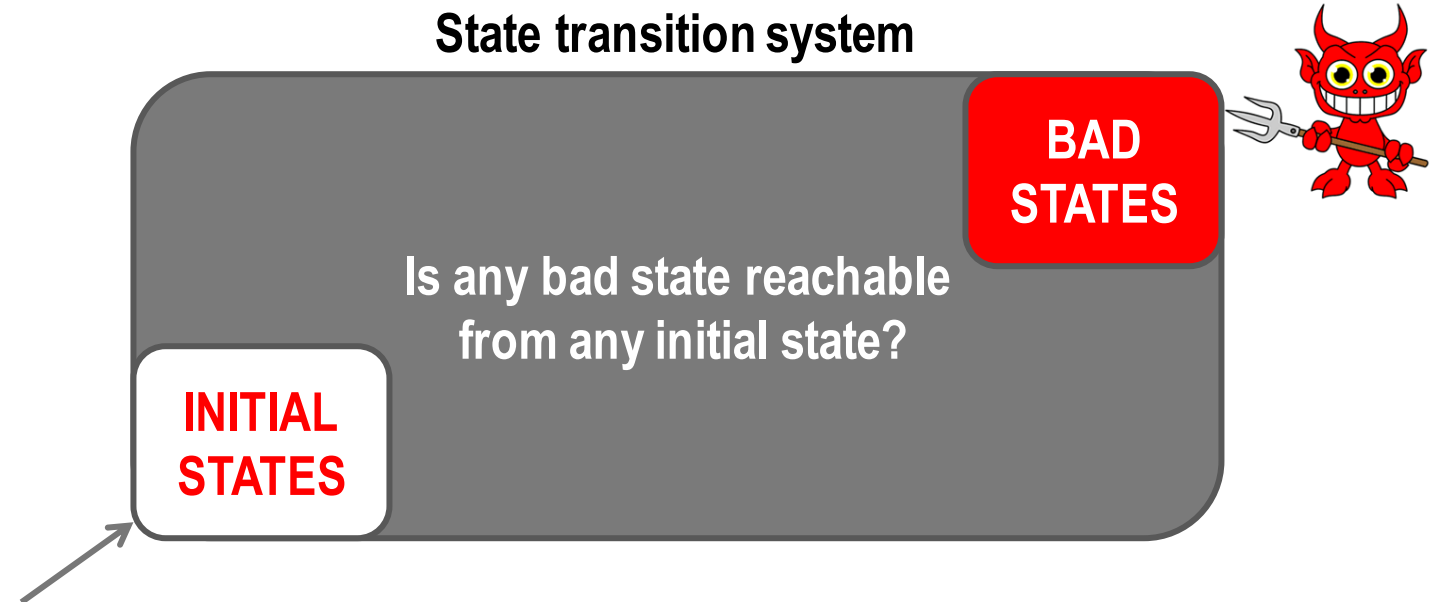 State transition system
BAD
STATES
Is any bad state reachable
from any initial state?
INITIAL
STATES